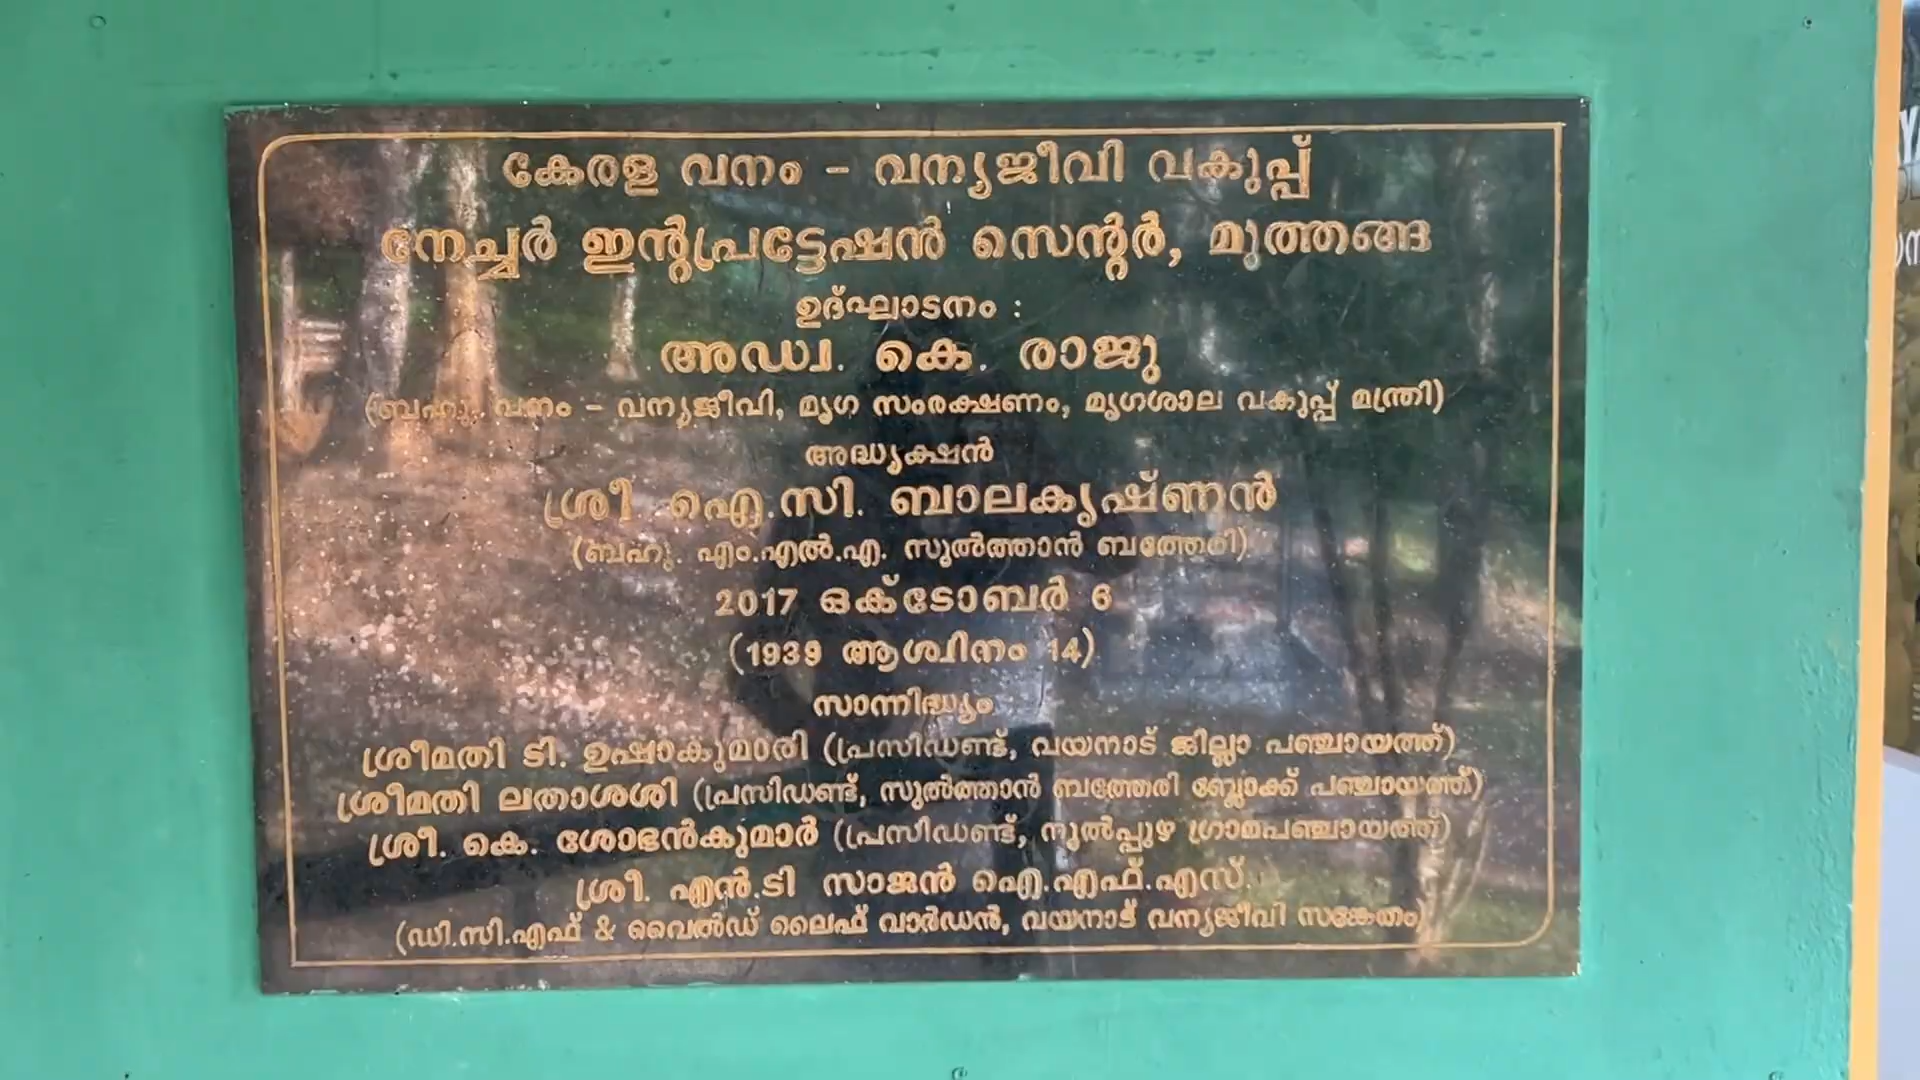 കേരള വനം - വന്യജീവി വകുപ്പ്
നേച്ചർ ഇന്റപ്രട്ടേഷൻ സെന്റർ, മുത്തങ്ങ
ഉദ്ഘാടനം :
അഡ്വ. കെ. രാജു
(ബഹു. വനം - വന്യജീവി, മൃഗ സംരക്ഷണം, മൃഗശാല വകുപ്പ് മന്ത്രി)
അദ്ധ്യക്ഷൻ
ശ്രീ ഐ.സി. ബാലകൃഷ്ണൻ
(ബഹു. എം.എൽ.എ. സുൽത്താൻ ബത്തേരി)
2017 ഒക്ടോബർ 6
(1939 ആശ്വിനം 14)
സാന്നിദ്ധ്യം
ശ്രീമതി ടി. ഉഷാകുമാരി (പ്രസിഡണ്ട്, വയനാട് ജില്ലാ പഞ്ചായത്ത്)
ശ്രീമതി ലതാശശി (പ്രസിഡണ്ട്, സുൽത്താൻ ബത്തേരി ബ്ലോക്ക് പഞ്ചായത്ത്)
ശ്രീ. കെ. ശോഭൻകുമാർ (പ്രസിഡണ്ട്, നൂൽപ്പുഴ ഗ്രാമപഞ്ചായത്ത്)
ശ്രീ. എൻ.ടി സാജൻ ഐ.എഫ്.എസ്.
(ഡി.സി.എഫ് & വൈൽഡ് ലൈഫ് വാർഡൻ, വയനാട് വന്യജീവി സങ്കേതം)